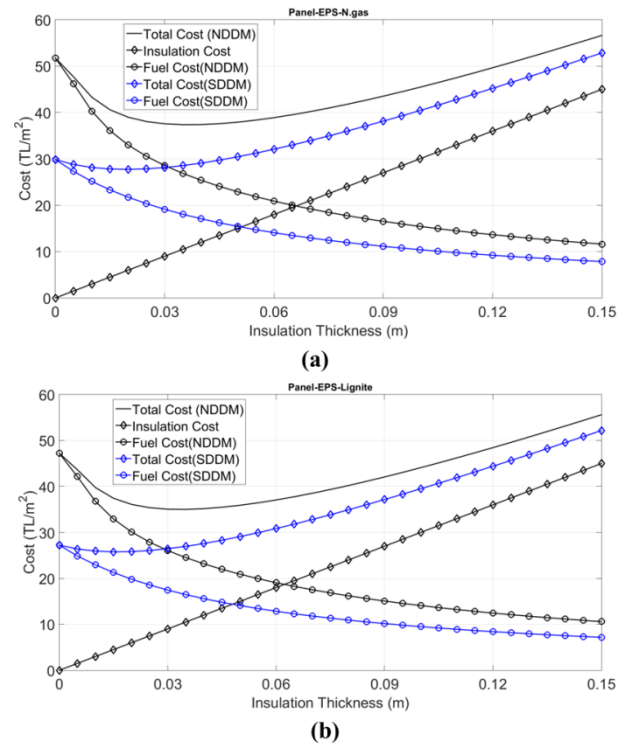 Panel-EPS-N.gas
60
50
40
30
20
10
0
Cost (TL/m²)
Total Cost (NDDM)
Insulation Cost
Fuel Cost(NDDM)
Total Cost(SDDM)
Fuel Cost(SDDM)
0 0.03 0.06 0.09 0.12 0.15
Insulation Thickness (m)
(a)
Panel-EPS-Lignite
60
50
40
30
20
10
0
Cost (TL/m²)
Total Cost (NDDM)
Insulation Cost
Fuel Cost(NDDM)
Total Cost(SDDM)
Fuel Cost(SDDM)
0 0.03 0.06 0.09 0.12 0.15
Insulation Thickness (m)
(b)